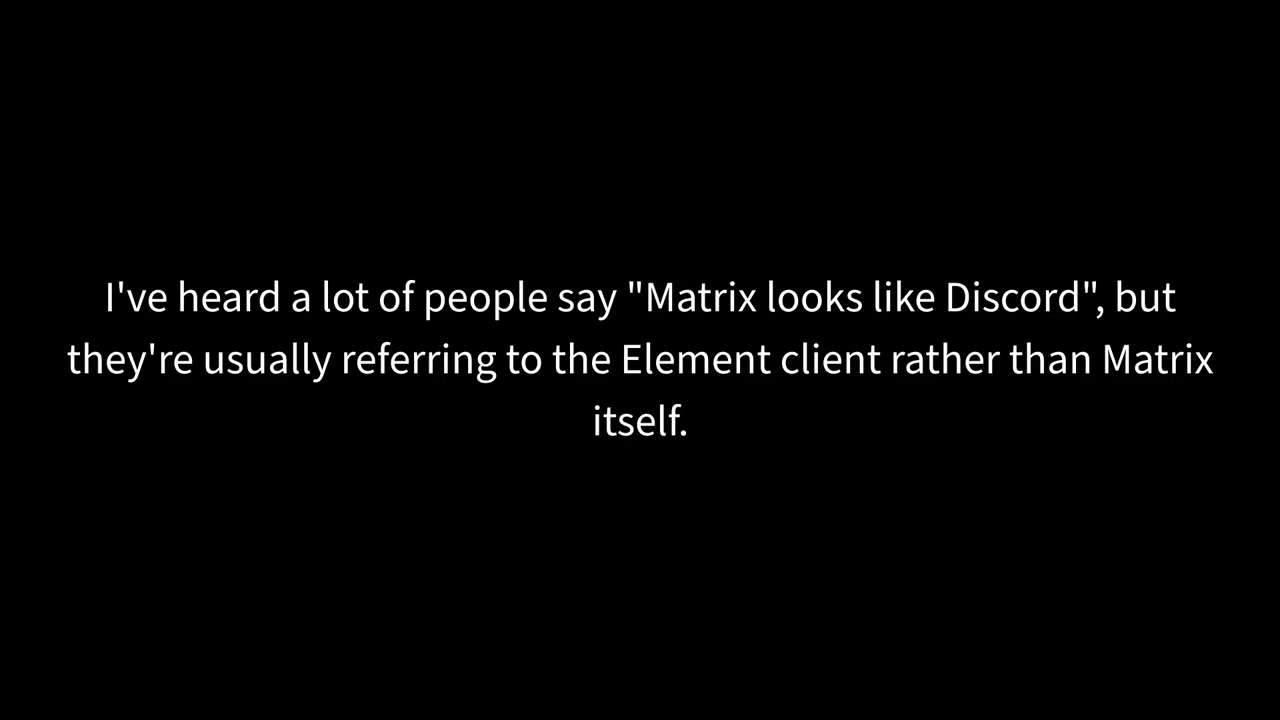 I've heard a lot of people say "Matrix looks like Discord", but
they're usually referring to the Element client rather than Matrix
itself.